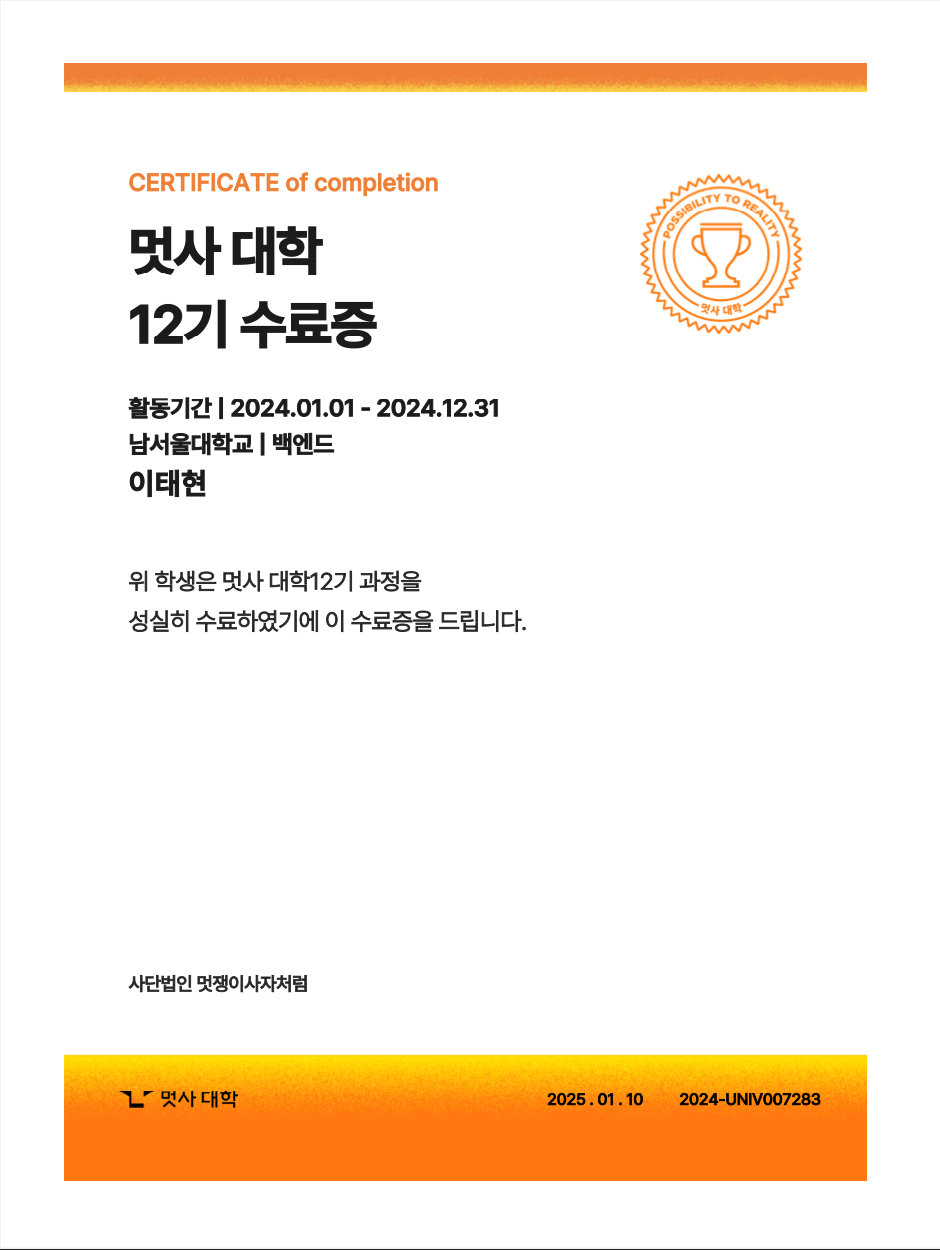 CERTIFICATE of completion
멋사 대학
12기 수료증
POSSIBILITY TO REALITY
멋사 대학
활동기간 | 2024.01.01 - 2024.12.31
남서울대학교 | 백엔드
이태현
위 학생은 멋사 대학12기 과정을
성실히 수료하였기에 이 수료증을 드립니다.
사단법인 멋쟁이사자처럼
멋사 대학
2025 . 01 . 10
2024-UNIV007283